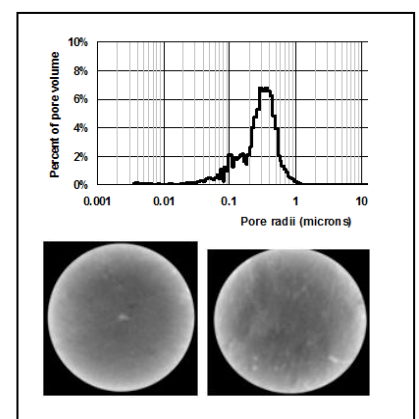 10%
8%
6%
4%
2%
0%
Percent of pore volume
0.001 0.01 0.1 1 10
Pore radii (microns)